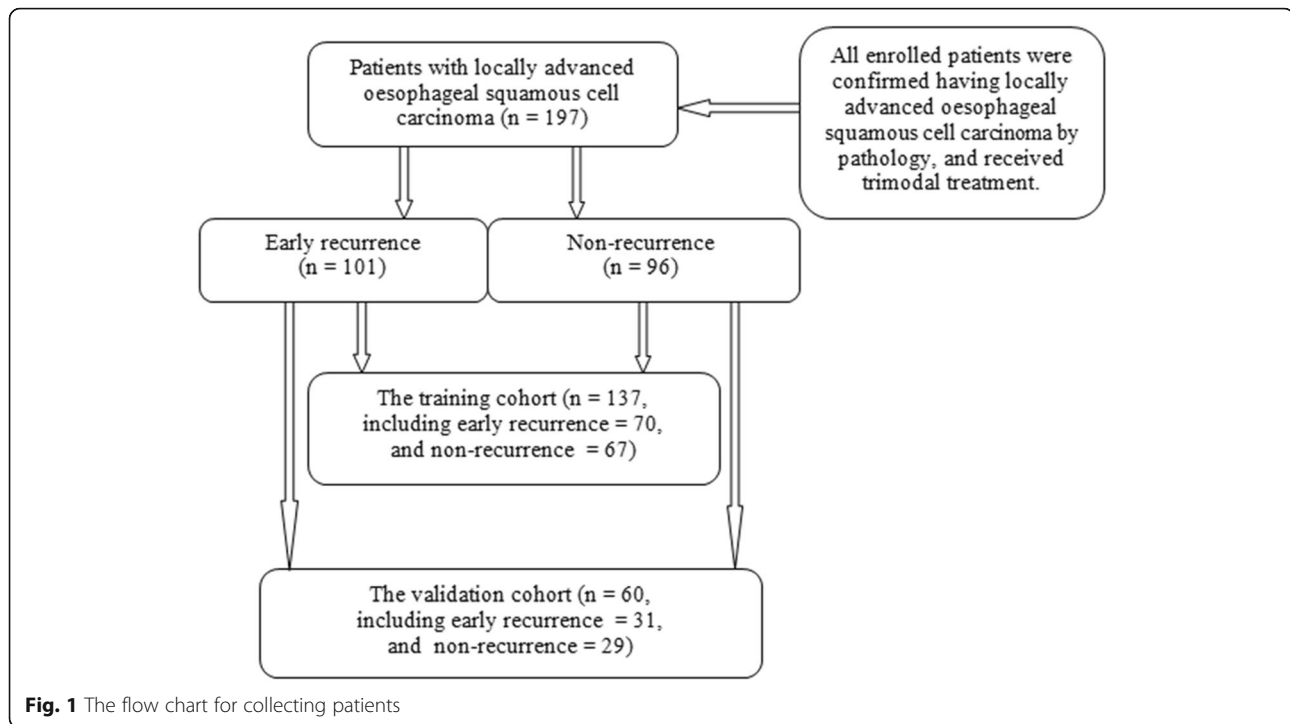 Patients with locally advanced
oesophageal squamous cell
carcinoma (n = 197)
All enrolled patients were
confirmed having locally
advanced oesophageal
squamous cell carcinoma by
pathology, and received
trimodal treatment.
Early recurrence
(n = 101)
Non-recurrence
(n = 96)
The training cohort (n = 137,
including early recurrence = 70,
and non-recurrence = 67)
The validation cohort (n = 60,
including early recurrence = 31,
and non-recurrence = 29)
Fig. 1 The flow chart for collecting patients